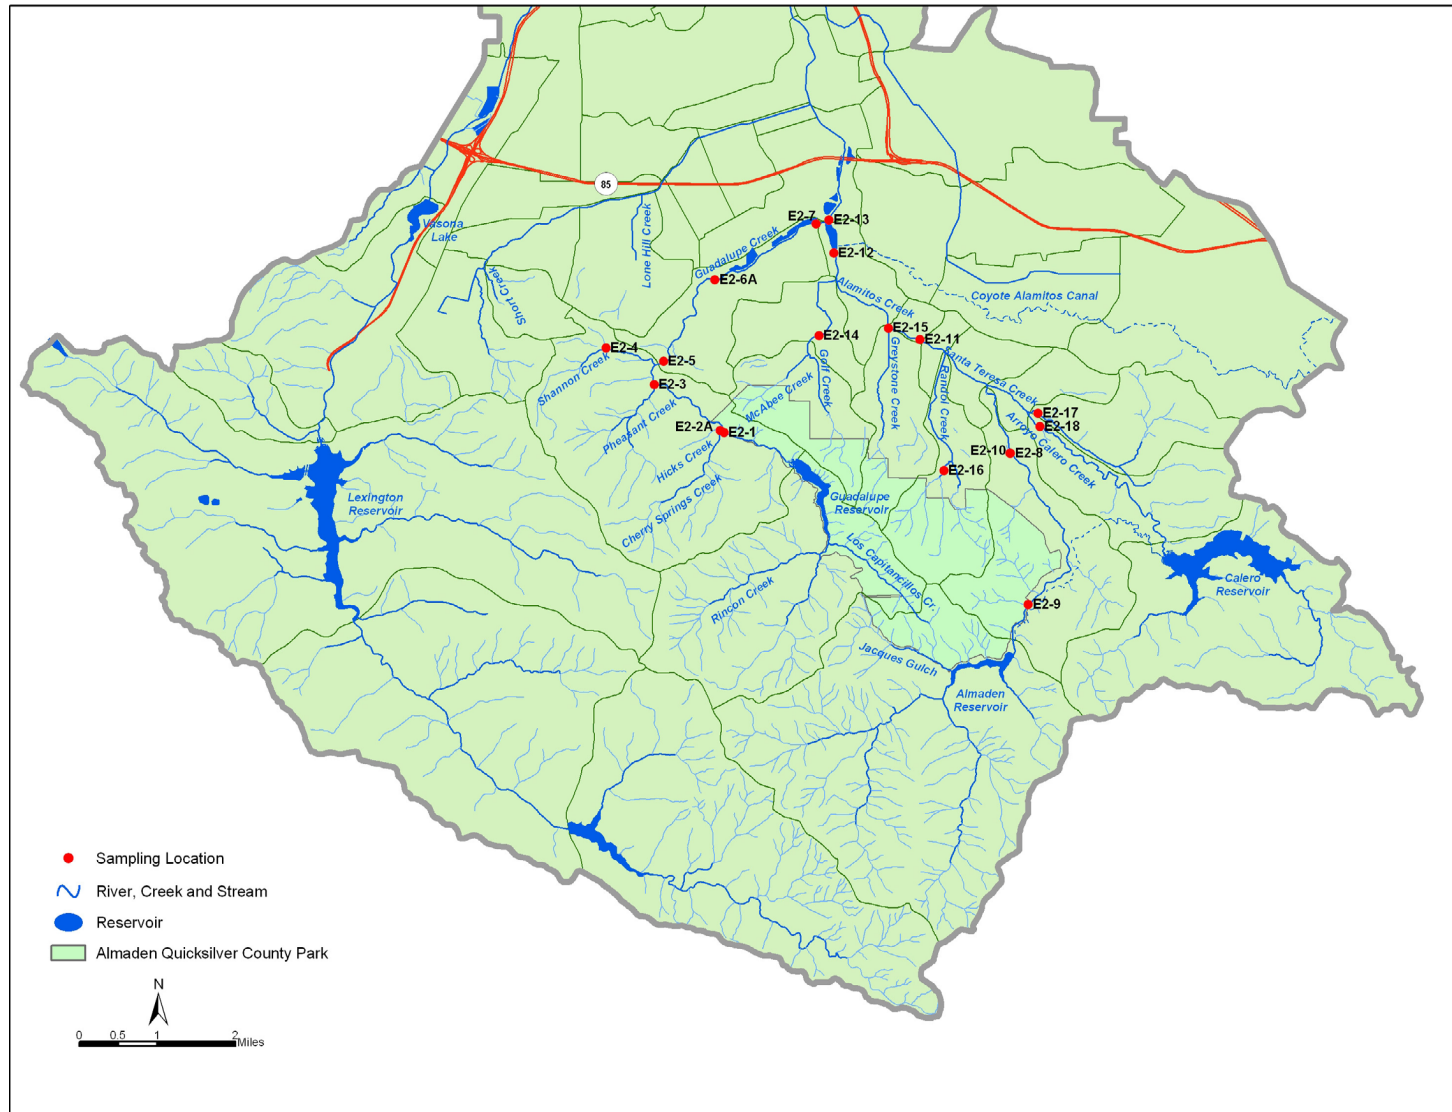 85
Vasona
Lake
Lone Hill Creek
Short Creek
Guadalupe Creek
E2-7
E2-13
E2-12
E2-6A
Alamitos Creek
Coyote Alamitos Canal
E2-15
E2-11
E2-14
E2-4
E2-5
E2-3
Shannon Creek
Pheasant Creek
McAbee Creek
Golf Creek
Greystone Creek
Randol Creek
Santa Teresa Creek
E2-17
E2-18
Arroyo Calero Creek
E2-2A
E2-1
E2-10
E2-8
E2-16
Hicks Creek
Cherry Springs Creek
Lexington
Reservoir
Guadalupe
Reservoir
Los Capitancillos Cr.
Rincon Creek
Calero
Reservoir
E2-9
Jacques Gulch
Almaden
Reservoir
Sampling Location
River, Creek and Stream
Reservoir
Almaden Quicksilver County Park
N
0 0.5 1 2
Miles